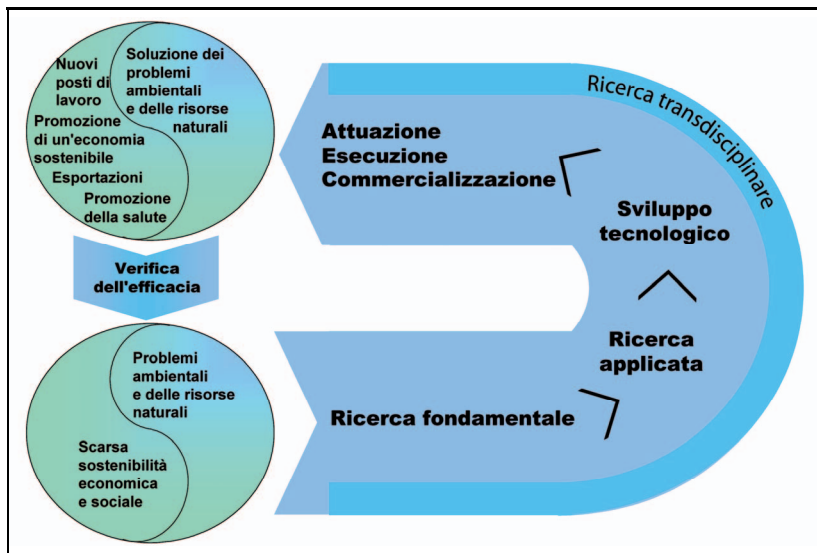 Nuovi
posti di
lavoro
Promozione
di un'economia
sostenibile
Esportazioni
Promozione
della salute
Soluzione dei
problemi
ambientali
e delle risorse
naturali
Verifica
dell'efficacia
Problemi
ambientali
e delle risorse
naturali
Scarsa
sostenibilità
economica
e sociale
Ricerca fondamentale
Ricerca
applicata
Sviluppo
tecnologico
Attuazione
Esecuzione
Commercializzazione
Ricerca transdisciplinare